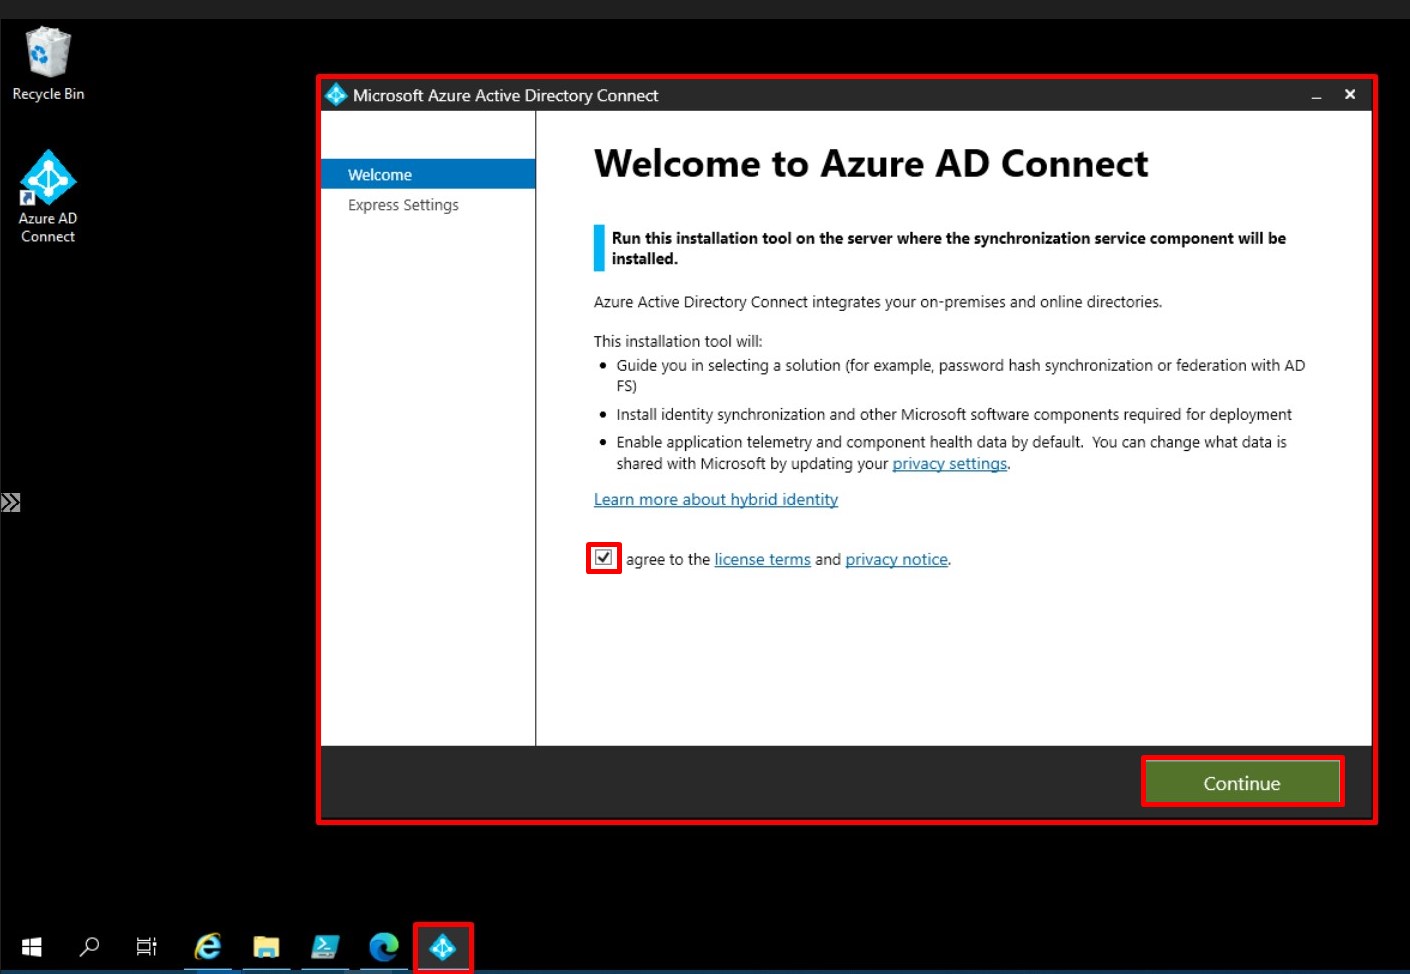 Recycle Bin
Azure AD
Connect
Microsoft Azure Active Directory Connect
Welcome
Express Settings
Welcome to Azure AD Connect
Run this installation tool on the server where the synchronization service component will be
installed.
Azure Active Directory Connect integrates your on-premises and online directories.
This installation tool will:
• Guide you in selecting a solution (for example, password hash synchronization or federation with AD
FS)
• Install identity synchronization and other Microsoft software components required for deployment
• Enable application telemetry and component health data by default.  You can change what data is
shared with Microsoft by updating your privacy settings.
Learn more about hybrid identity
agree to the license terms and privacy notice.
Continue